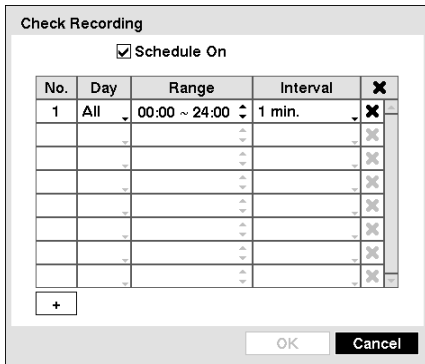 Check Recording
Schedule On
No. Day Range Interval ✖
1 All 00:00 ~ 24:00 1 min. ✖
+
OK Cancel